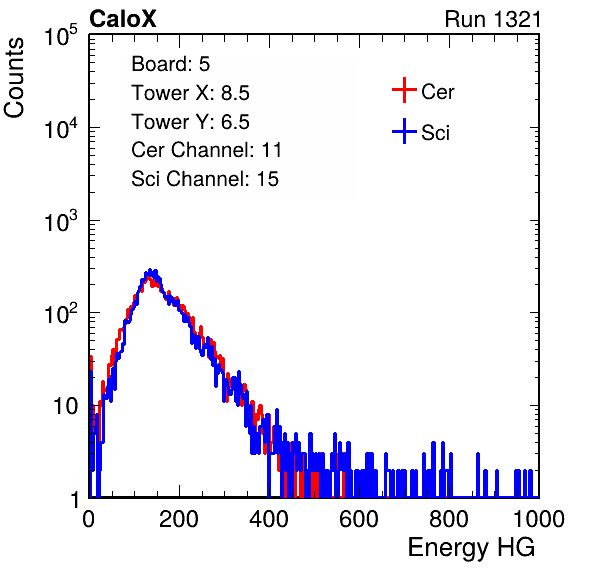 CaloX Run 1321
Counts
10^5
10^4
10^3
10^2
10
1
Board: 5
Tower X: 8.5
Tower Y: 6.5
Cer Channel: 11
Sci Channel: 15
Cer
Sci
0 200 400 600 800 1000
Energy HG